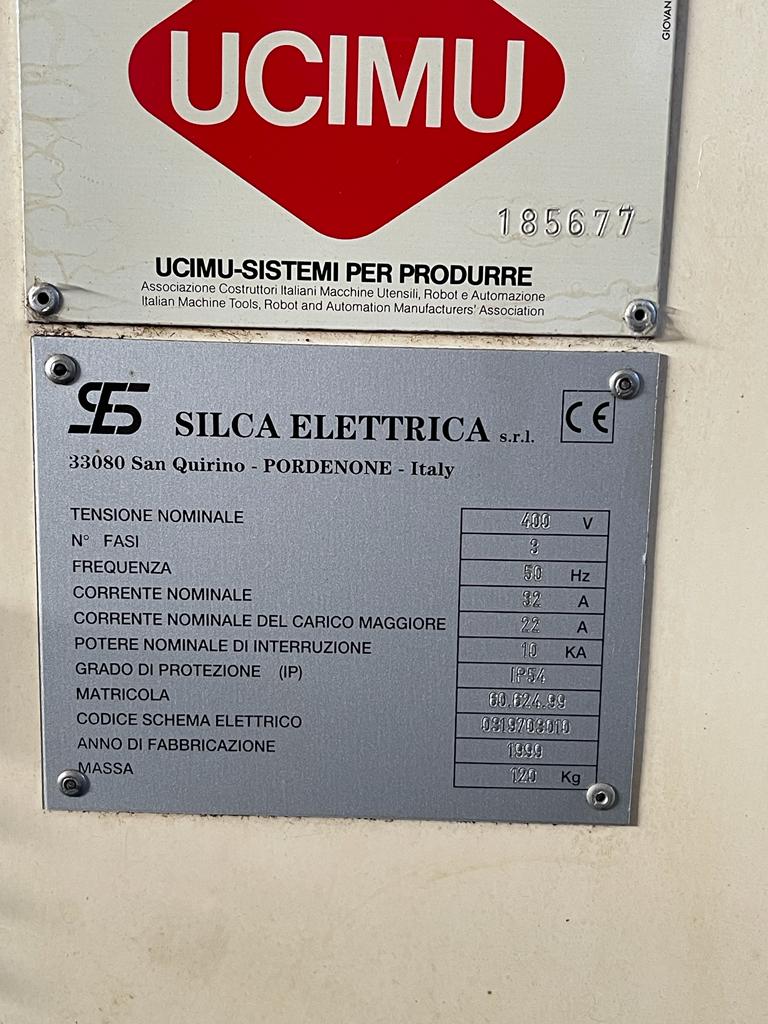 GIOVAN
UCIMU
185677
UCIMU-SISTEMI PER PRODURRE
Associazione Costruttori Italiani Macchine Utensili, Robot e Automazione
Italian Machine Tools, Robot and Automation Manufacturers' Association
SES SILCA ELETTRICA s.r.l. CE
33080 San Quirino - PORDENONE - Italy
TENSIONE NOMINALE 400 V
N° FASI 3
FREQUENZA 50 Hz
CORRENTE NOMINALE 32 A
CORRENTE NOMINALE DEL CARICO MAGGIORE 22 A
POTERE NOMINALE DI INTERRUZIONE 10 KA
GRADO DI PROTEZIONE (IP) IP54
MATRICOLA 60.624.99
CODICE SCHEMA ELETTRICO 0319703010
ANNO DI FABBRICAZIONE 1999
MASSA 120 Kg